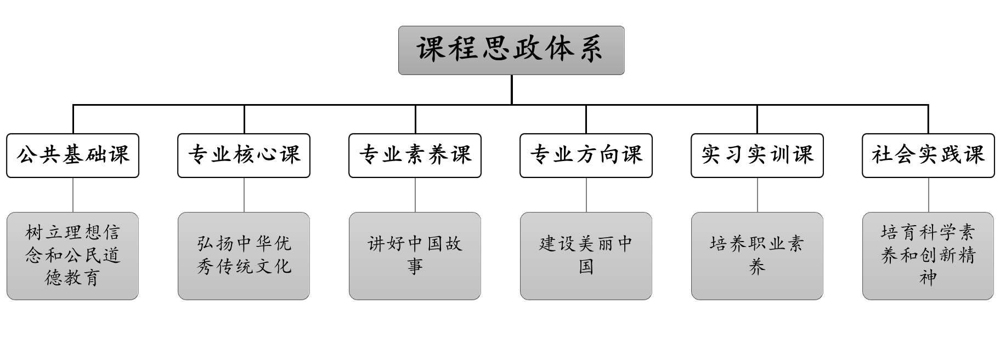 课程思政体系
公共基础课
专业核心课
专业素养课
专业方向课
实习实训课
社会实践课
树立理想信
念和公民道
德教育
弘扬中华优
秀传统文化
讲好中国故
事
建设美丽中
国
培养职业素
养
培育科学素
养和创新精
神